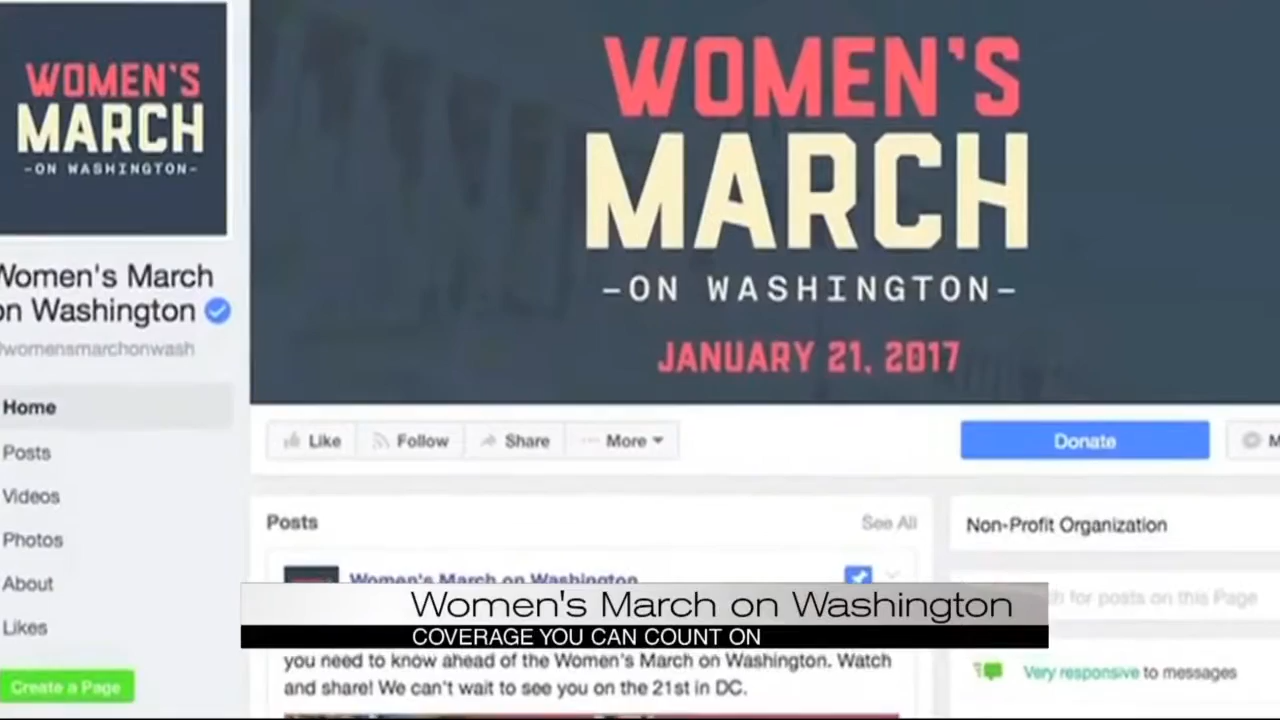 WOMEN'S
MARCH
-ON WASHINGTON-
WOMEN'S
MARCH
-ON WASHINGTON-
JANUARY 21, 2017
Women's March
on Washington
womensmarchonwash
Home
Posts
Videos
Photos
About
Likes
Create a Page
Like
Follow
Share
More
Donate
Posts
See All
Women's March on Washington
Non-Profit Organization
for posts on this Page
Women's March on Washington
COVERAGE YOU CAN COUNT ON
you need to know ahead of the Women's March on Washington. Watch
and share! We can't wait to see you on the 21st in DC.
Very responsive to messages